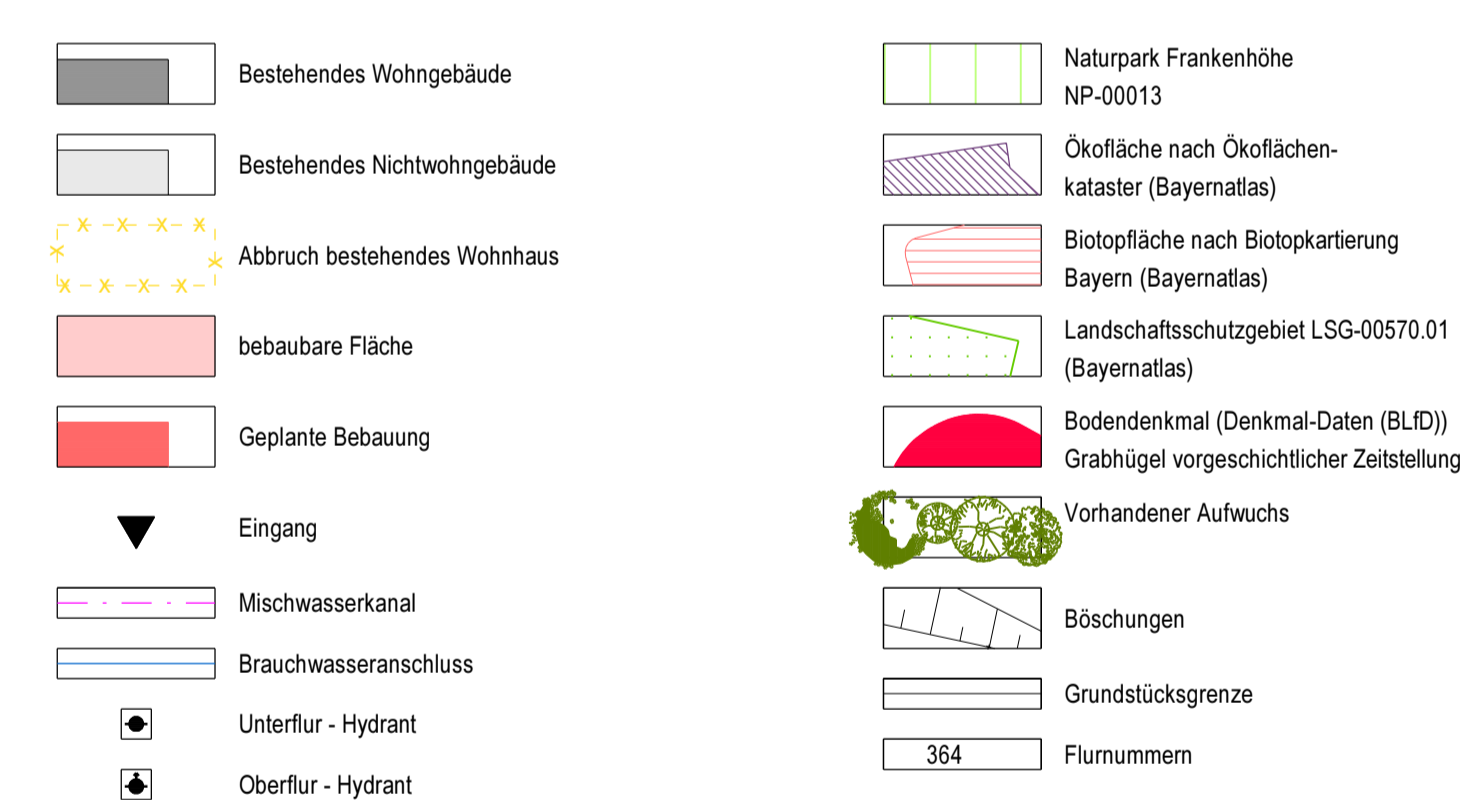 Bestehendes Wohngebäude
Bestehendes Nichtwohngebäude
Abbruch bestehendes Wohnhaus
bebaubare Fläche
Geplante Bebauung
Eingang
Mischwasserkanal
Brauchwasseranschluss
Unterflur - Hydrant
Oberflur - Hydrant
Naturpark Frankenhöhe
NP-00013
Ökofläche nach Ökoflächen-
kataster (Bayernatlas)
Biotopfläche nach Biotopkartierung
Bayern (Bayernatlas)
Landschaftsschutzgebiet LSG-00570.01
(Bayernatlas)
Bodendenkmal (Denkmal-Daten (BLfD))
Grabhügel vorgeschichtlicher Zeitstellung
Vorhandener Aufwuchs
Böschungen
Grundstücksgrenze
364 Flurnummern